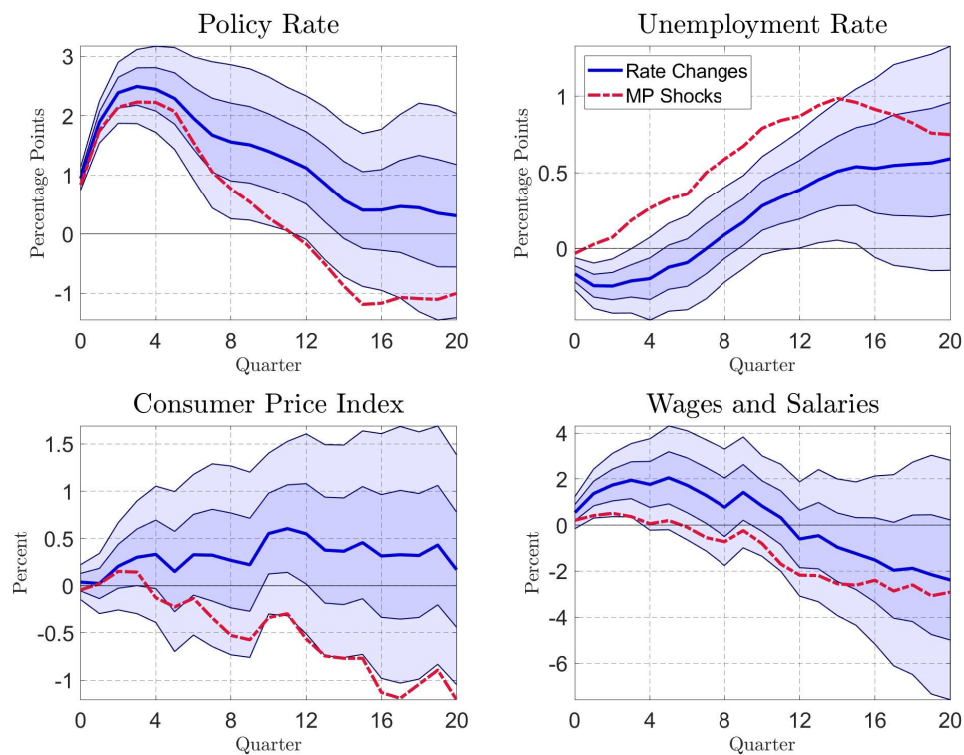 Policy Rate
Percentage Points
3
2
1
0
-1
0 4 8 12 16 20
Quarter
Unemployment Rate
Rate Changes
MP Shocks
Percentage Points
1
0.5
0
0 4 8 12 16 20
Quarter
Consumer Price Index
Percent
1.5
1
0.5
0
-0.5
-1
0 4 8 12 16 20
Quarter
Wages and Salaries
Percent
4
2
0
-2
-4
-6
0 4 8 12 16 20
Quarter